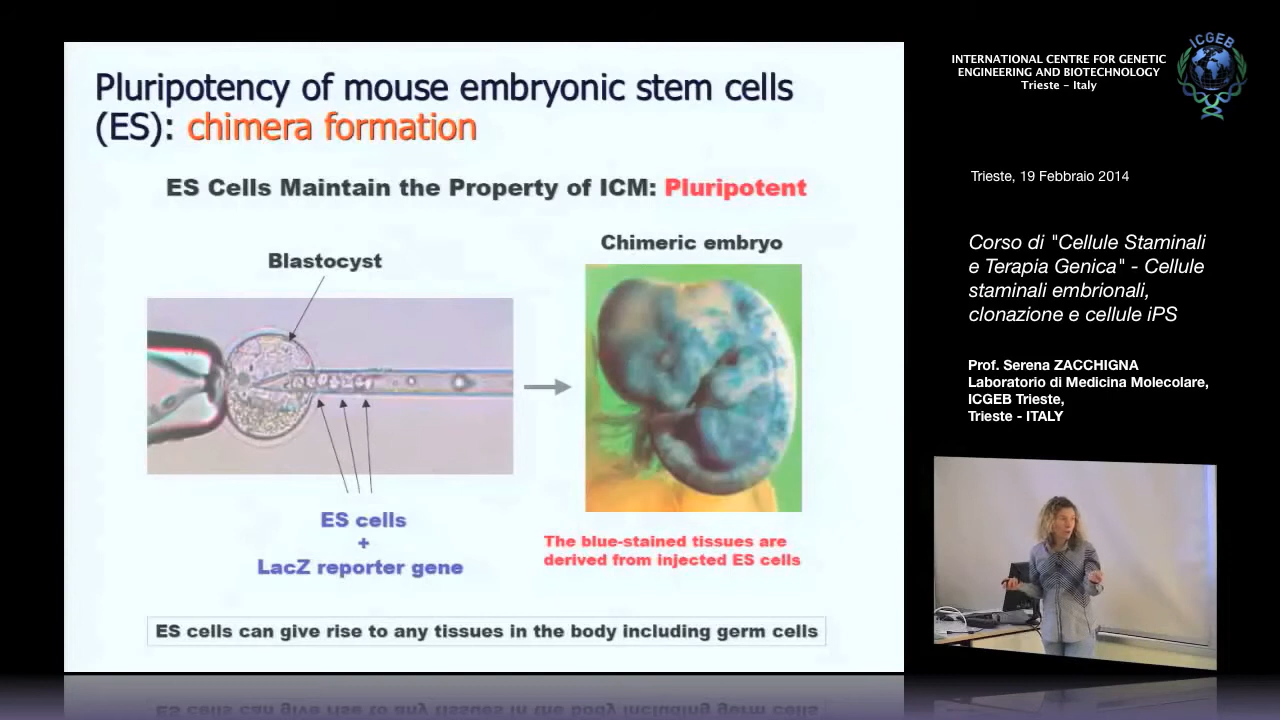 Pluripotency of mouse embryonic stem cells
(ES): chimera formation
ES Cells Maintain the Property of ICM: Pluripotent
Blastocyst
Chimeric embryo
ES cells
+
LacZ reporter gene
The blue-stained tissues are
derived from injected ES cells
ES cells can give rise to any tissues in the body including germ cells
INTERNATIONAL CENTRE FOR GENETIC
ENGINEERING AND BIOTECHNOLOGY
Trieste - Italy
ICGEB
Trieste, 19 Febbraio 2014
Corso di "Cellule Staminali
e Terapia Genica" - Cellule
staminali embrionali,
clonazione e cellule iPS
Prof. Serena ZACCHIGNA
Laboratorio di Medicina Molecolare,
ICGEB Trieste,
Trieste - ITALY